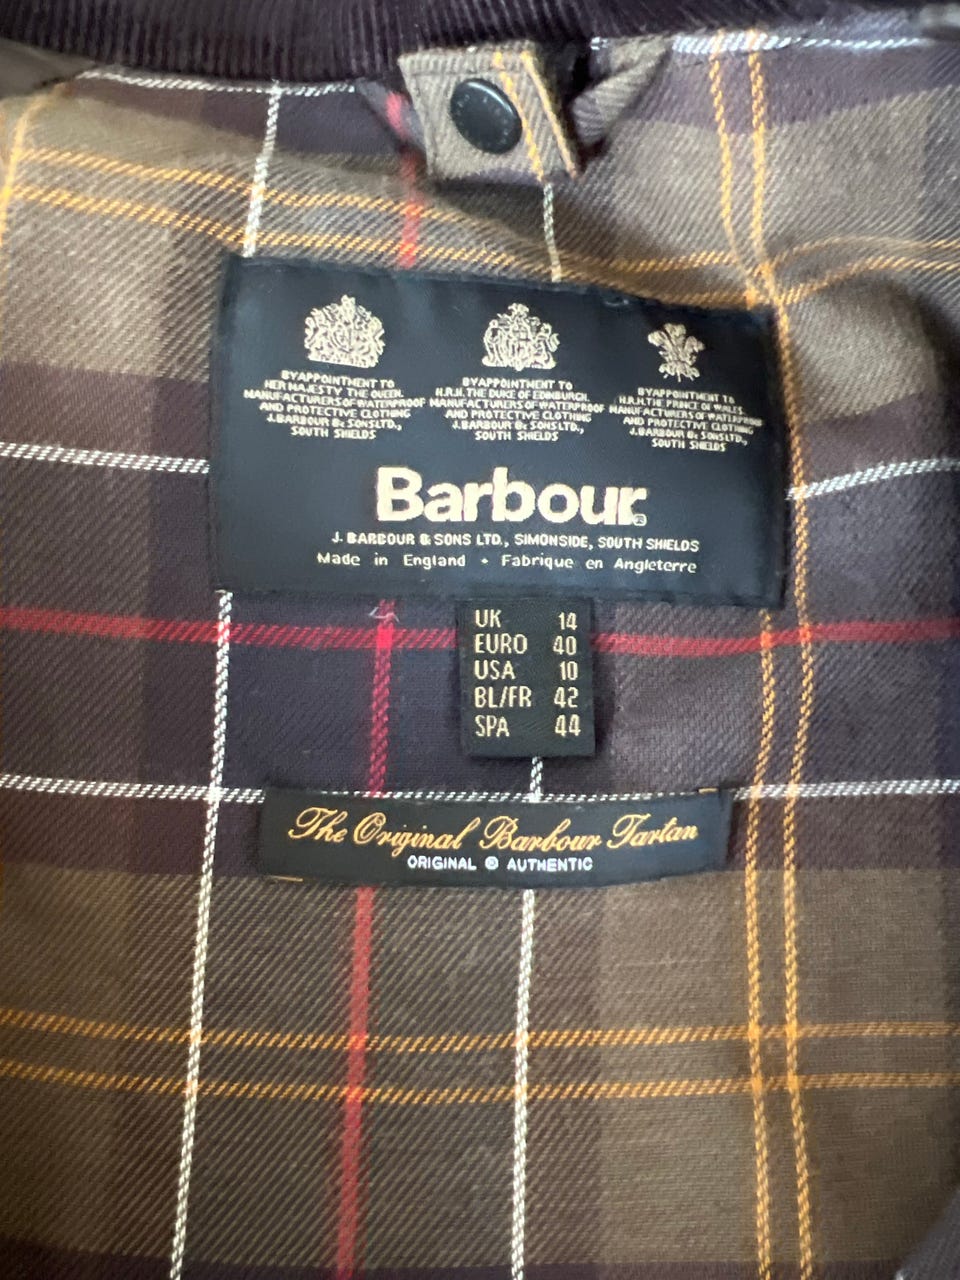 BY APPOINTMENT TO
HER MAJESTY THE QUEEN.
MANUFACTURERS OF WATERPROOF
AND PROTECTIVE CLOTHING
J. BARBOUR & SONS LTD.,
SOUTH SHIELDS
BY APPOINTMENT TO
H.R.H. THE DUKE OF EDINBURGH.
MANUFACTURERS OF WATERPROOF
AND PROTECTIVE CLOTHING
J. BARBOUR & SONS LTD.,
SOUTH SHIELDS
BY APPOINTMENT TO
H.R.H. THE PRINCE OF WALES.
MANUFACTURERS OF WATERPROOF
AND PROTECTIVE CLOTHING
J. BARBOUR & SONS LTD.,
SOUTH SHIELDS
Barbour®
J. BARBOUR & SONS LTD., SIMONSIDE, SOUTH SHIELDS
Made in England • Fabrique en Angleterre
UK 14
EURO 40
USA 10
BL/FR 42
SPA 44
The Original Barbour Tartan
ORIGINAL ® AUTHENTIC